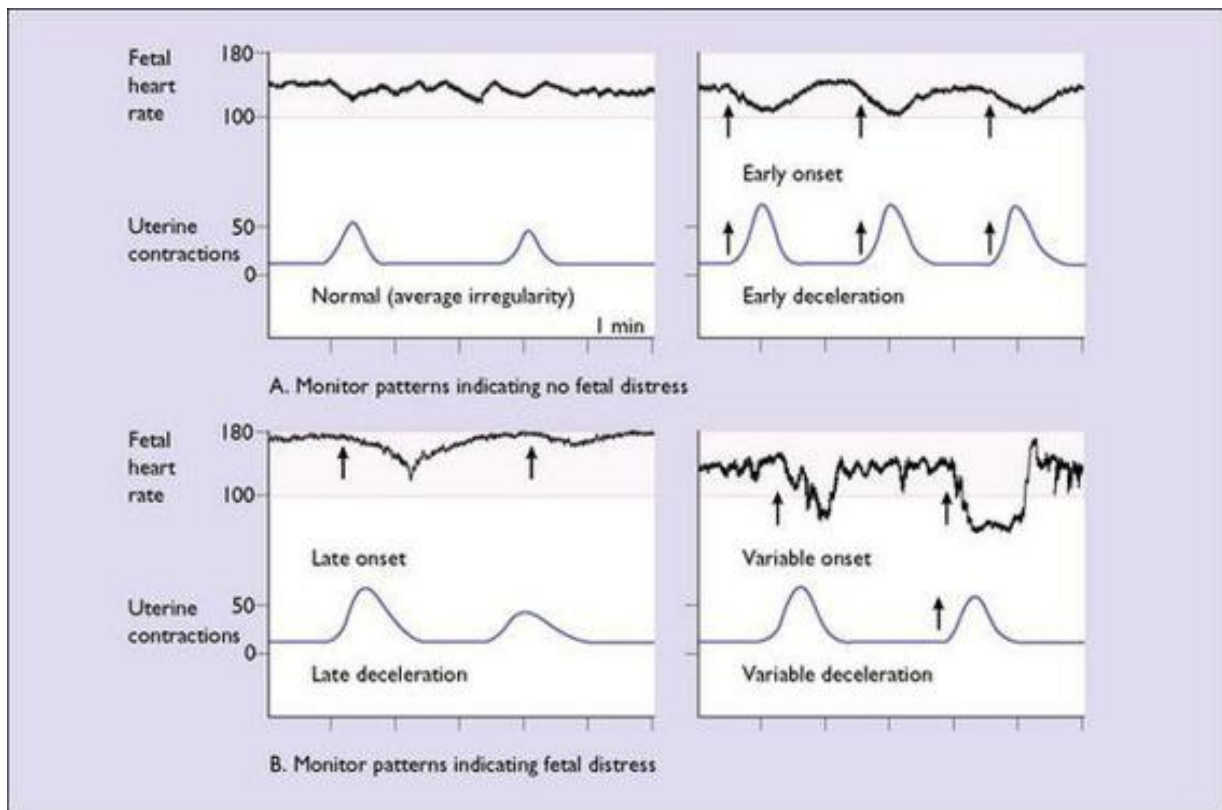 Fetal
heart
rate
180
100
Uterine
contractions
50
0
Normal (average irregularity)
1 min
Early onset
Early deceleration
A. Monitor patterns indicating no fetal distress
Fetal
heart
rate
180
100
Uterine
contractions
50
0
Late onset
Late deceleration
Variable onset
Variable deceleration
B. Monitor patterns indicating fetal distress